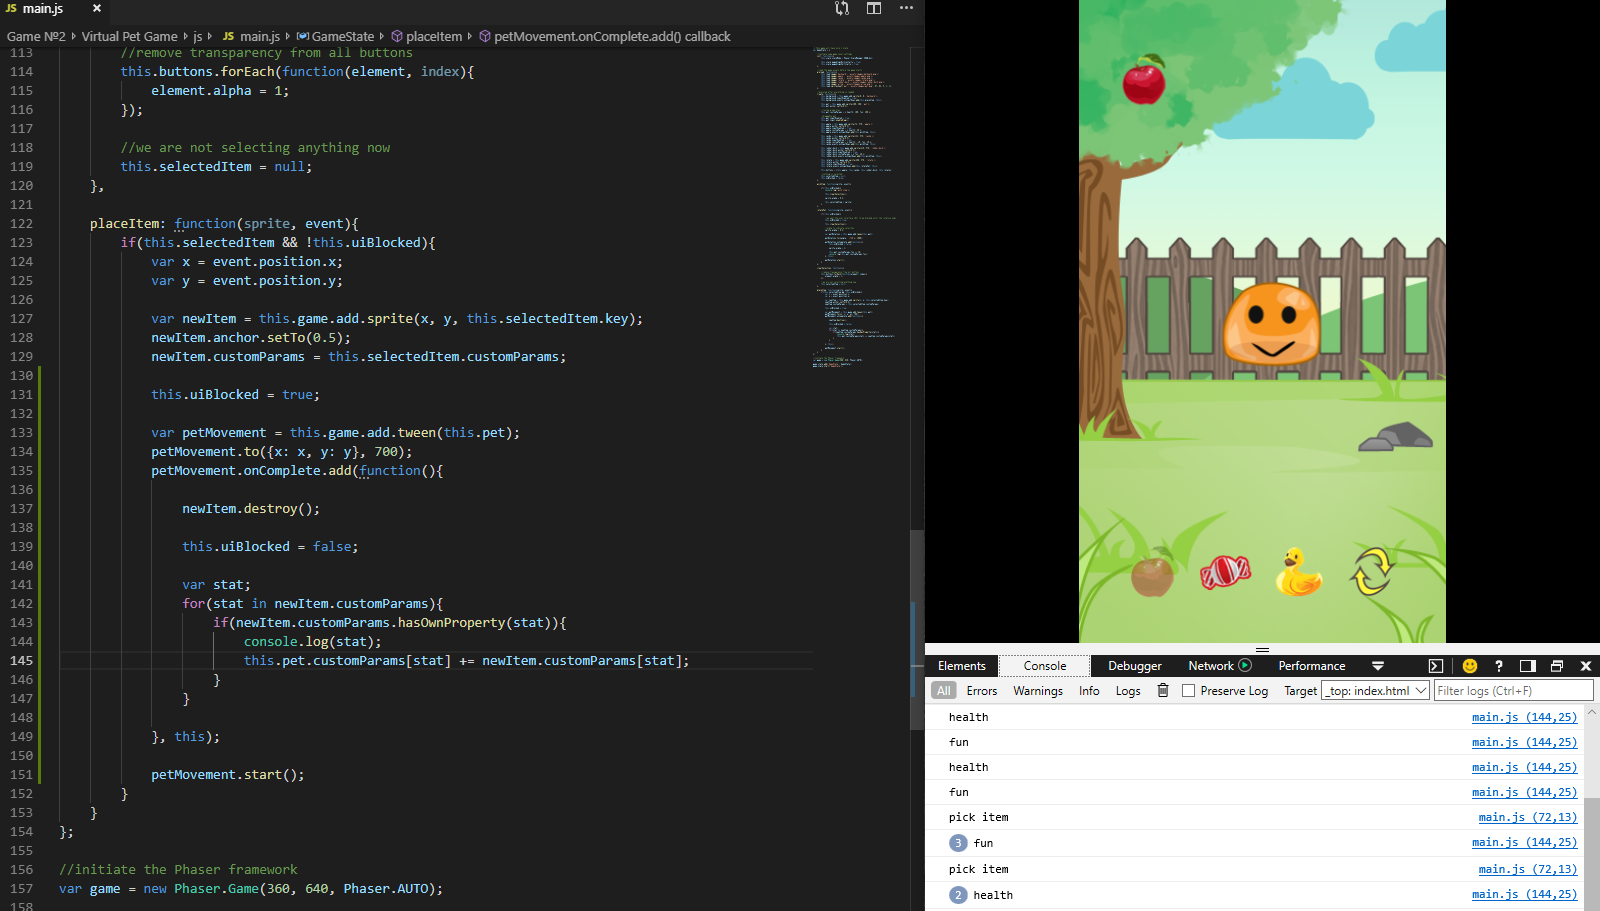 JS main.js ×
Game №2 › Virtual Pet Game › js › JS main.js › GameState › placeItem › petMovement.onComplete.add() callback
113 //remove transparency from all buttons
114 this.buttons.forEach(function(element, index){
115 element.alpha = 1;
116 });
117
118 //we are not selecting anything now
119 this.selectedItem = null;
120 },
121
122 placeItem: function(sprite, event){
123 if(this.selectedItem && !this.uiBlocked){
124 var x = event.position.x;
125 var y = event.position.y;
126
127 var newItem = this.game.add.sprite(x, y, this.selectedItem.key);
128 newItem.anchor.setTo(0.5);
129 newItem.customParams = this.selectedItem.customParams;
130
131 this.uiBlocked = true;
132
133 var petMovement = this.game.add.tween(this.pet);
134 petMovement.to({x: x, y: y}, 700);
135 petMovement.onComplete.add(function(){
136
137 newItem.destroy();
138
139 this.uiBlocked = false;
140
141 var stat;
142 for(stat in newItem.customParams){
143 if(newItem.customParams.hasOwnProperty(stat)){
144 console.log(stat);
145 this.pet.customParams[stat] += newItem.customParams[stat];
146 }
147 }
148
149 }, this);
150
151 petMovement.start();
152 }
153 }
154 };
155
156 //initiate the Phaser framework
157 var game = new Phaser.Game(360, 640, Phaser.AUTO);
158
Elements Console Debugger Network Performance ?
All Errors Warnings Info Logs Preserve Log Target _top: index.html Filter logs (Ctrl+F)
health main.js (144,25)
fun main.js (144,25)
health main.js (144,25)
fun main.js (144,25)
pick item main.js (72,13)
3 fun main.js (144,25)
pick item main.js (72,13)
2 health main.js (144,25)